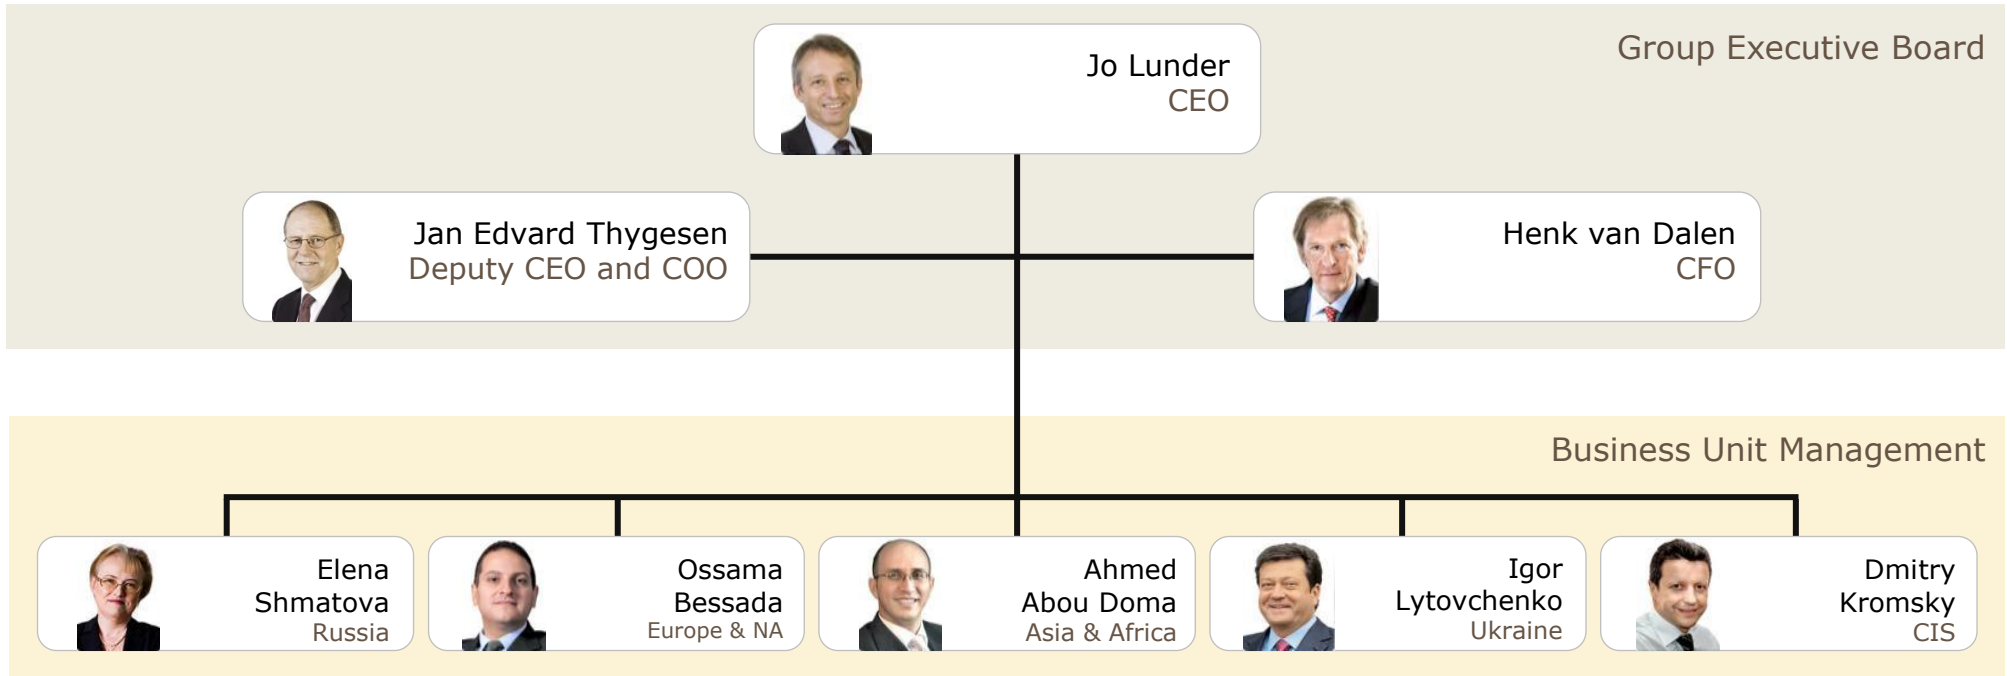 Group Executive Board
Jo Lunder
CEO
Jan Edvard Thygesen
Deputy CEO and COO
Henk van Dalen
CFO
Business Unit Management
Elena
Shmatova
Russia
Ossama
Bessada
Europe & NA
Ahmed
Abou Doma
Asia & Africa
Igor
Lytovchenko
Ukraine
Dmitry
Kromsky
CIS